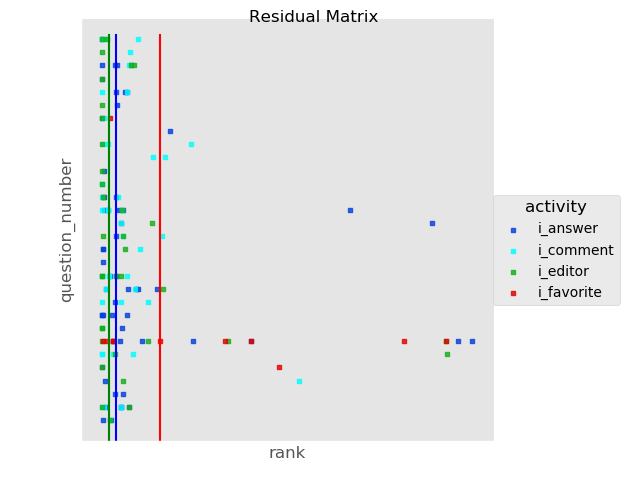 Residual Matrix
question_number
rank
activity
i_answer
i_comment
i_editor
i_favorite